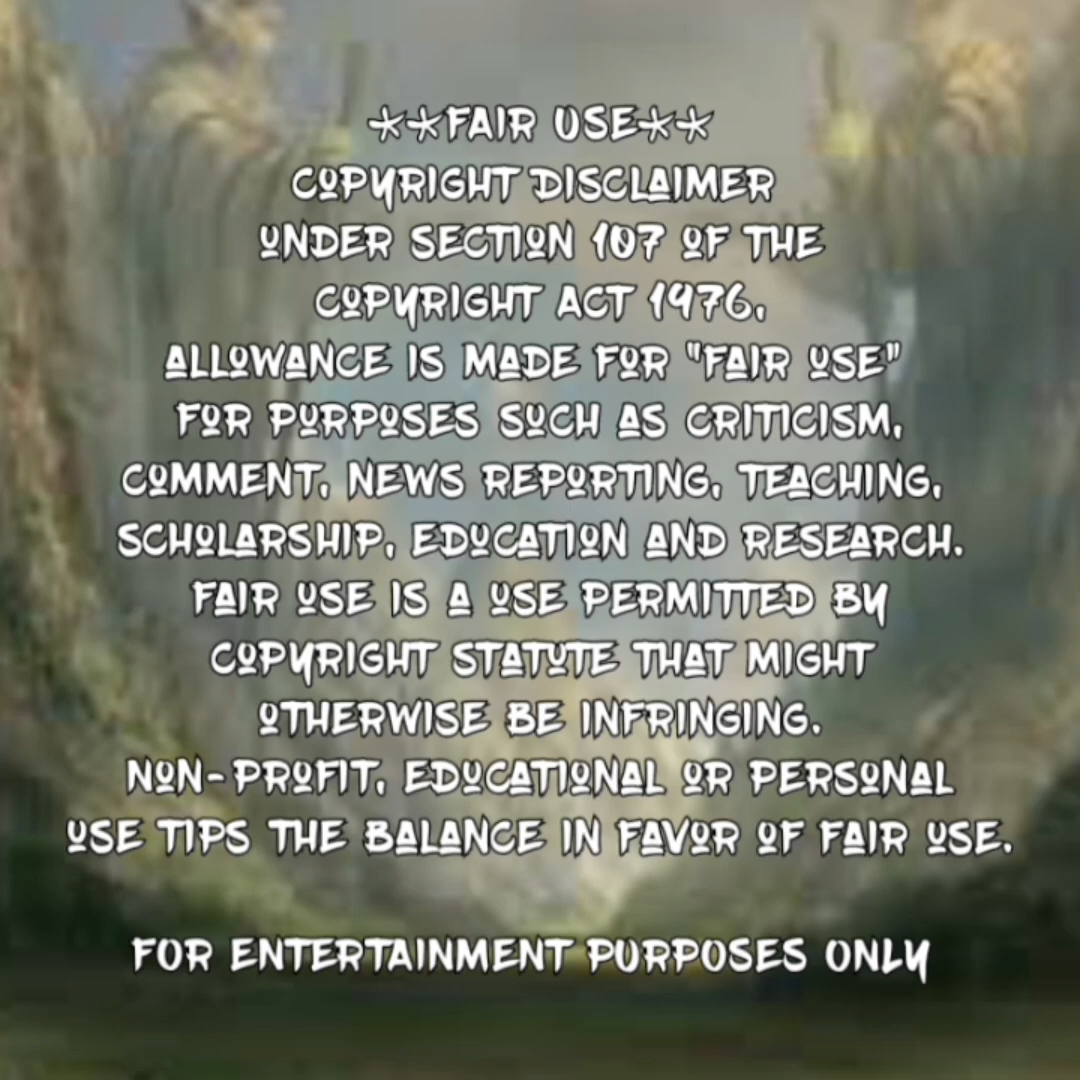 **FAIR USE**
COPYRIGHT DISCLAIMER
UNDER SECTION 107 OF THE
COPYRIGHT ACT 1976,
ALLOWANCE IS MADE FOR "FAIR USE"
FOR PURPOSES SUCH AS CRITICISM,
COMMENT, NEWS REPORTING, TEACHING,
SCHOLARSHIP, EDUCATION AND RESEARCH.
FAIR USE IS A USE PERMITTED BY
COPYRIGHT STATUTE THAT MIGHT
OTHERWISE BE INFRINGING.
NON-PROFIT, EDUCATIONAL OR PERSONAL
USE TIPS THE BALANCE IN FAVOR OF FAIR USE.
FOR ENTERTAINMENT PURPOSES ONLY